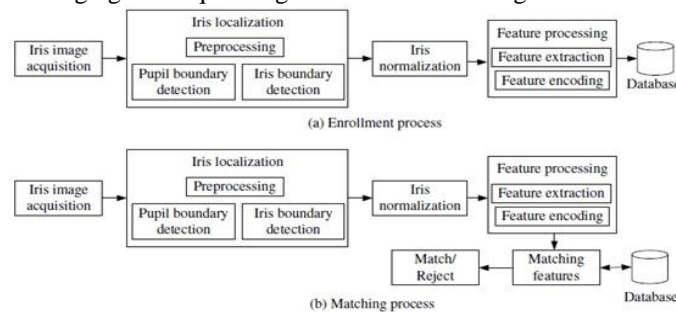 Iris localization
Preprocessing
Iris image
acquisition
Pupil boundary
detection
Iris boundary
detection
Iris
normalization
Feature processing
Feature extraction
Feature encoding
Database
(a) Enrollment process
Iris localization
Preprocessing
Iris image
acquisition
Pupil boundary
detection
Iris boundary
detection
Iris
normalization
Feature processing
Feature extraction
Feature encoding
Match/
Reject
Matching
features
Database
(b) Matching process